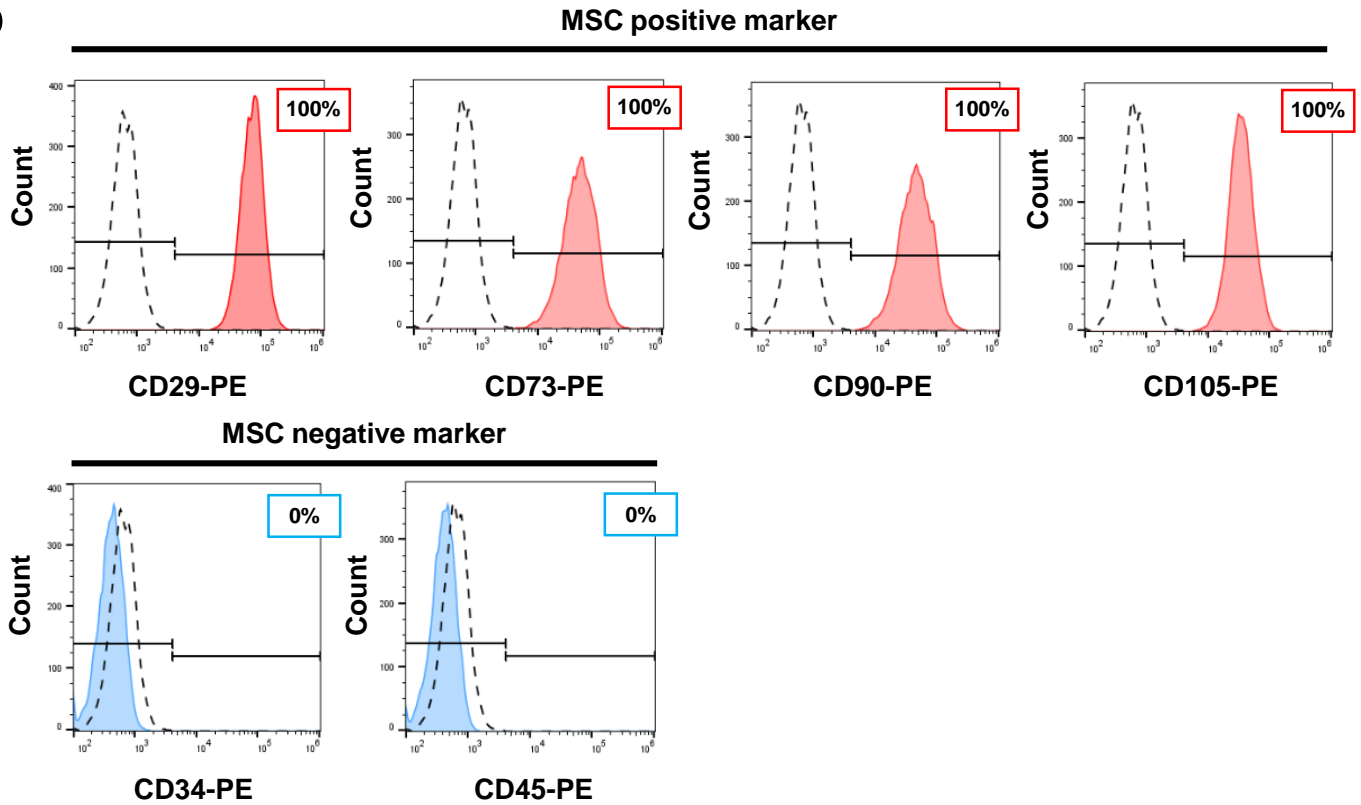 )
MSC positive marker
Count
400
300
200
100
0
100%
10² 10³ 10⁴ 10⁵ 10⁶
CD29-PE
Count
300
200
100
0
100%
10² 10³ 10⁴ 10⁵ 10⁶
CD73-PE
Count
300
200
100
0
100%
10² 10³ 10⁴ 10⁵ 10⁶
CD90-PE
Count
300
200
100
0
100%
10² 10³ 10⁴ 10⁵ 10⁶
CD105-PE
MSC negative marker
Count
400
300
200
100
0
0%
10² 10³ 10⁴ 10⁵ 10⁶
CD34-PE
Count
300
200
100
0
0%
10² 10³ 10⁴ 10⁵ 10⁶
CD45-PE